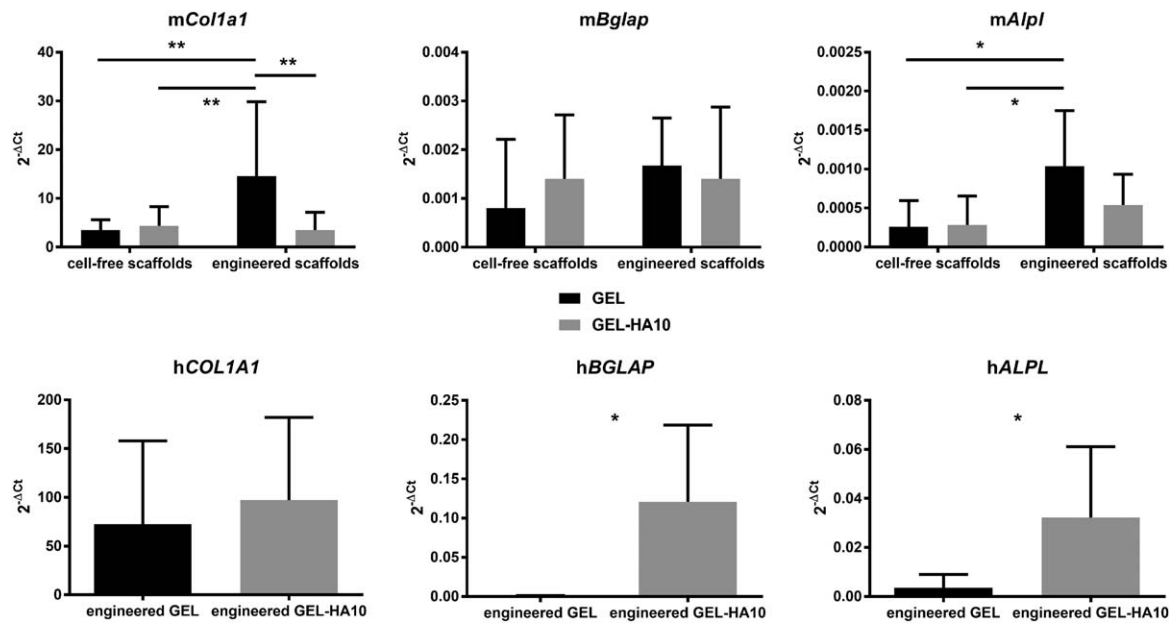 mCol1a1
mBglap
mAlpl
2^-ΔCt
40
30
20
10
0
**
**
**
cell-free scaffolds
engineered scaffolds
2^-ΔCt
0.004
0.003
0.002
0.001
0.000
cell-free scaffolds
engineered scaffolds
2^-ΔCt
0.0025
0.0020
0.0015
0.0010
0.0005
0.0000
*
*
cell-free scaffolds
engineered scaffolds
GEL
GEL-HA10
hCOL1A1
hBGLAP
hALPL
2^-ΔCt
200
150
100
50
0
engineered GEL
engineered GEL-HA10
2^-ΔCt
0.25
0.20
0.15
0.10
0.05
0.00
*
engineered GEL
engineered GEL-HA10
2^-ΔCt
0.08
0.06
0.04
0.02
0.00
*
engineered GEL
engineered GEL-HA10